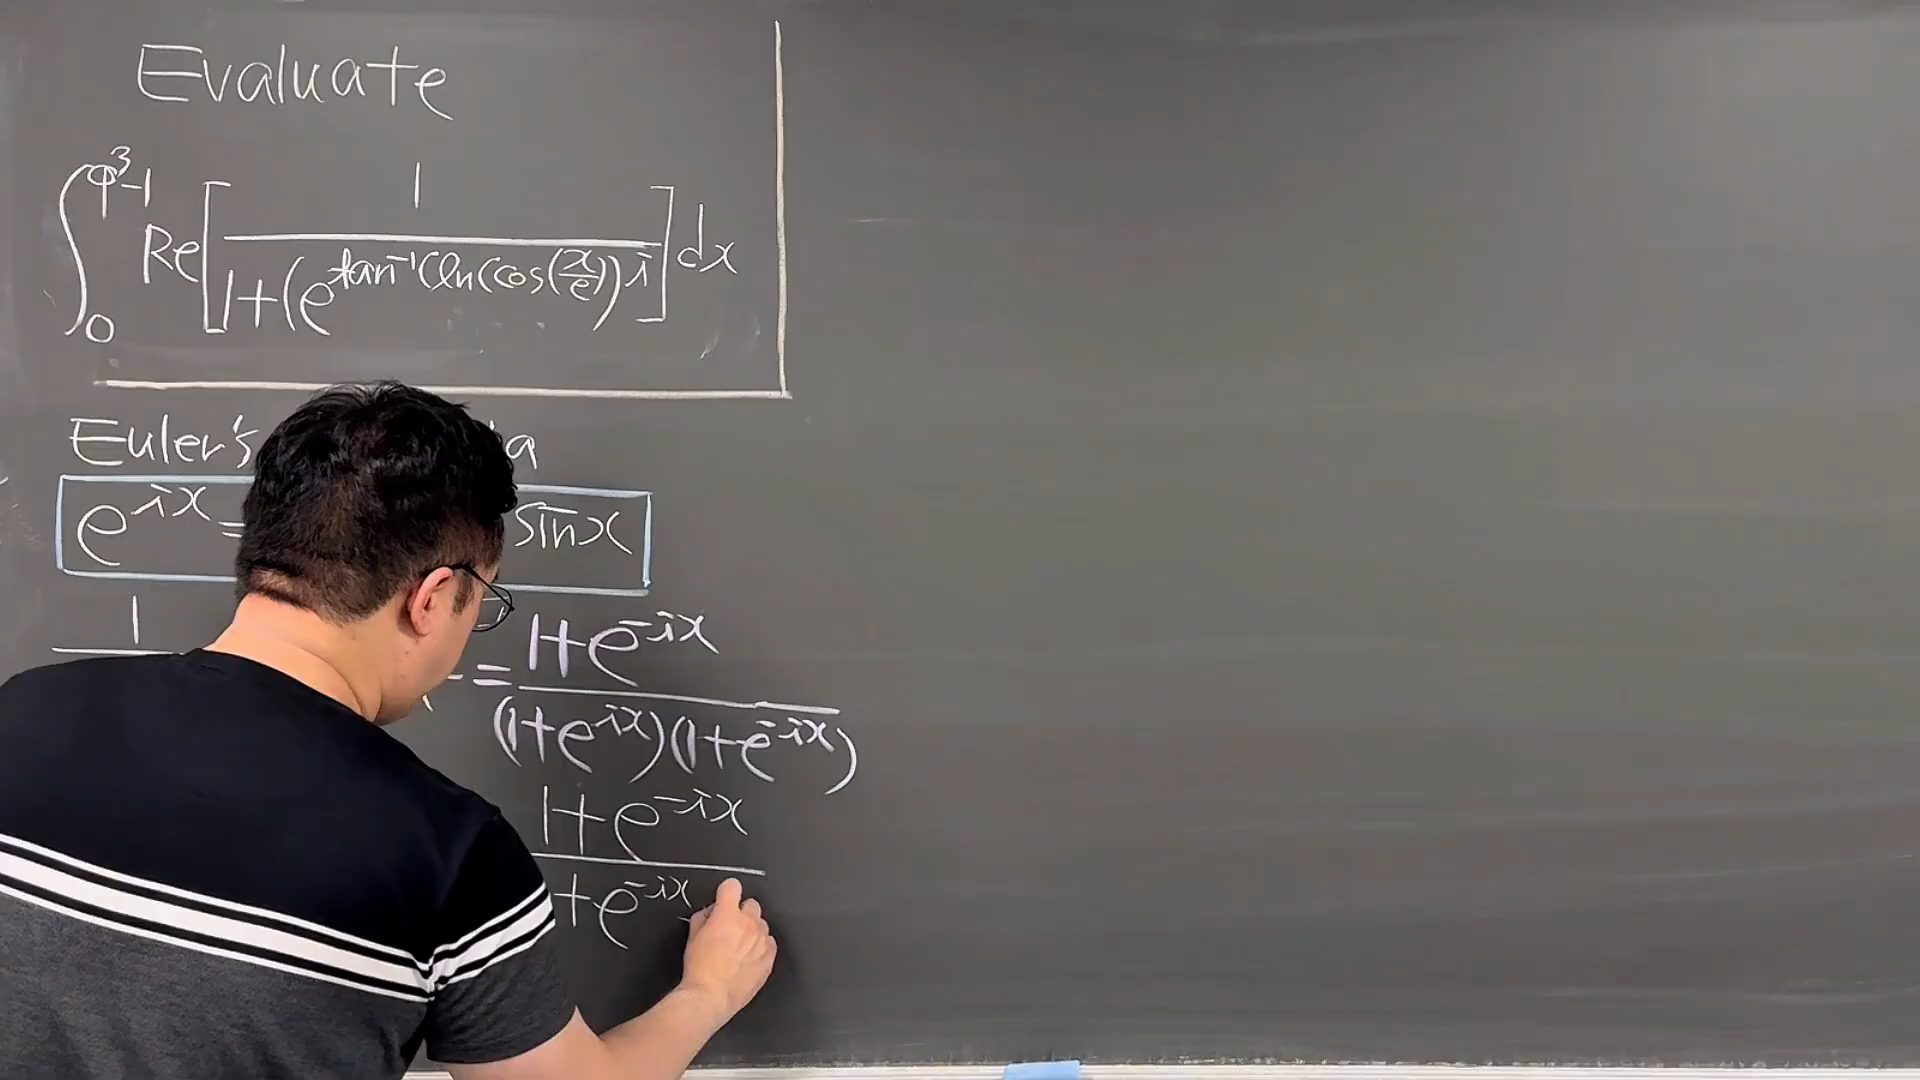 Evaluate
∫₀^(φ³-1) Re[1/(1+(e^(tan⁻¹(ln(cos(x/e))))^i)] dx
Euler's
e^(ix) = sinx
1
= (1+e^(-ix))/((1+e^(ix))(1+e^(-ix)))
1+e^(-ix)
+e^(-ix)